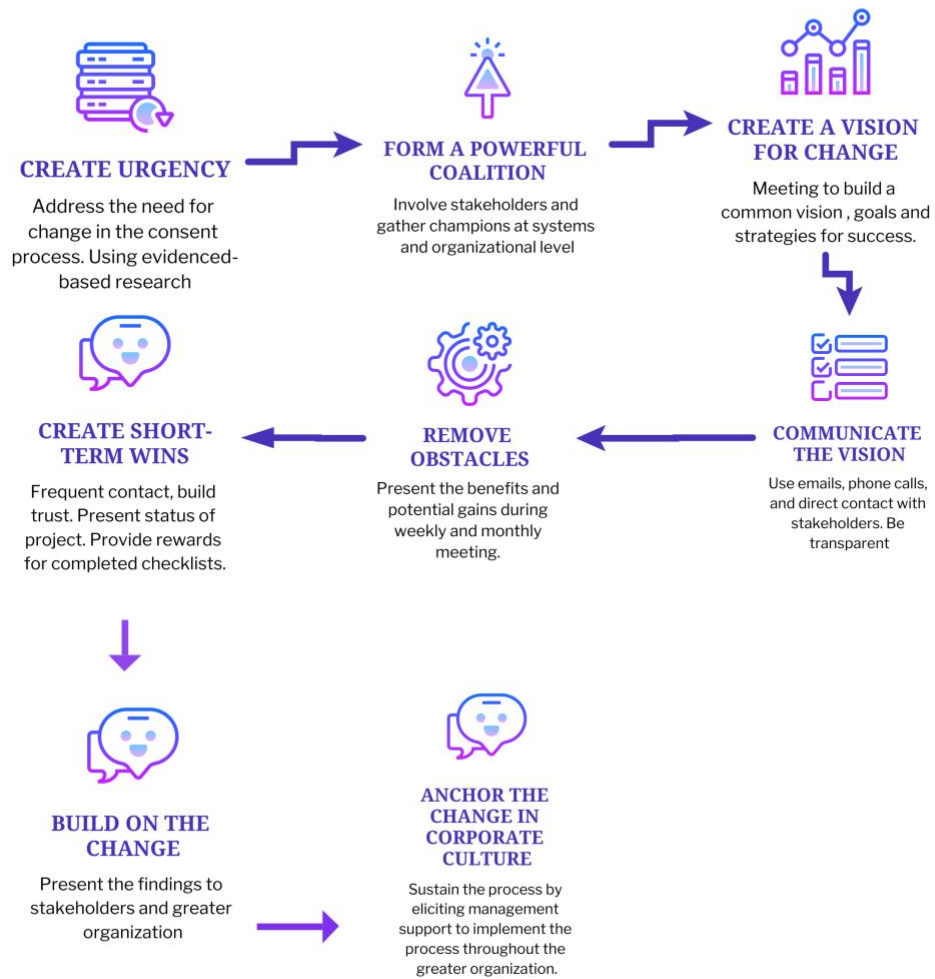 CREATE URGENCY
Address the need for
change in the consent
process. Using evidenced-
based research
FORM A POWERFUL
COALITION
Involve stakeholders and
gather champions at systems
and organizational level
CREATE A VISION
FOR CHANGE
Meeting to build a
common vision , goals and
strategies for success.
COMMUNICATE
THE VISION
Use emails, phone calls,
and direct contact with
stakeholders. Be
transparent
REMOVE
OBSTACLES
Present the benefits and
potential gains during
weekly and monthly
meeting.
CREATE SHORT-
TERM WINS
Frequent contact, build
trust. Present status of
project. Provide rewards
for completed checklists.
BUILD ON THE
CHANGE
Present the findings to
stakeholders and greater
organization
ANCHOR THE
CHANGE IN
CORPORATE
CULTURE
Sustain the process by
eliciting management
support to implement the
process throughout the
greater organization.